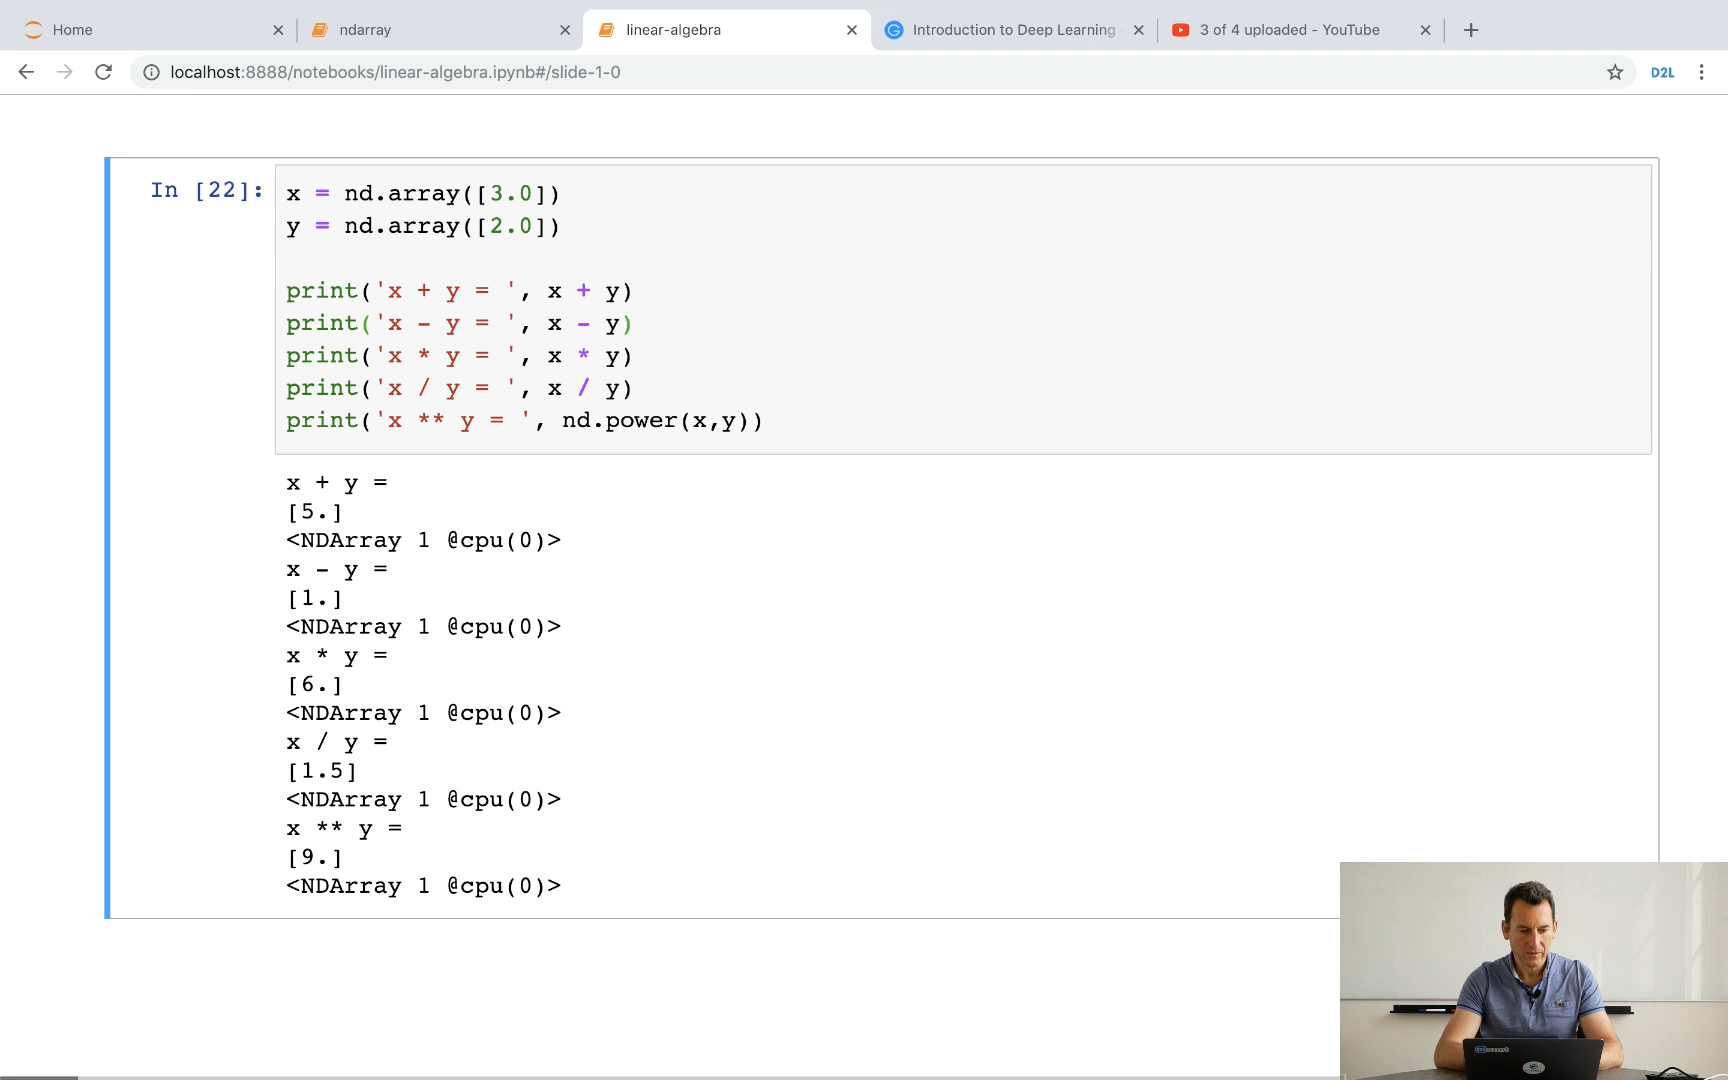 Home
ndarray
linear-algebra
Introduction to Deep Learning
3 of 4 uploaded - YouTube
localhost:8888/notebooks/linear-algebra.ipynb#/slide-1-0
D2L
In [22]:
x = nd.array([3.0])
y = nd.array([2.0])
print('x + y = ', x + y)
print('x - y = ', x - y)
print('x * y = ', x * y)
print('x / y = ', x / y)
print('x ** y = ', nd.power(x,y))
x + y =
[5.]
<NDArray 1 @cpu(0)>
x - y =
[1.]
<NDArray 1 @cpu(0)>
x * y =
[6.]
<NDArray 1 @cpu(0)>
x / y =
[1.5]
<NDArray 1 @cpu(0)>
x ** y =
[9.]
<NDArray 1 @cpu(0)>